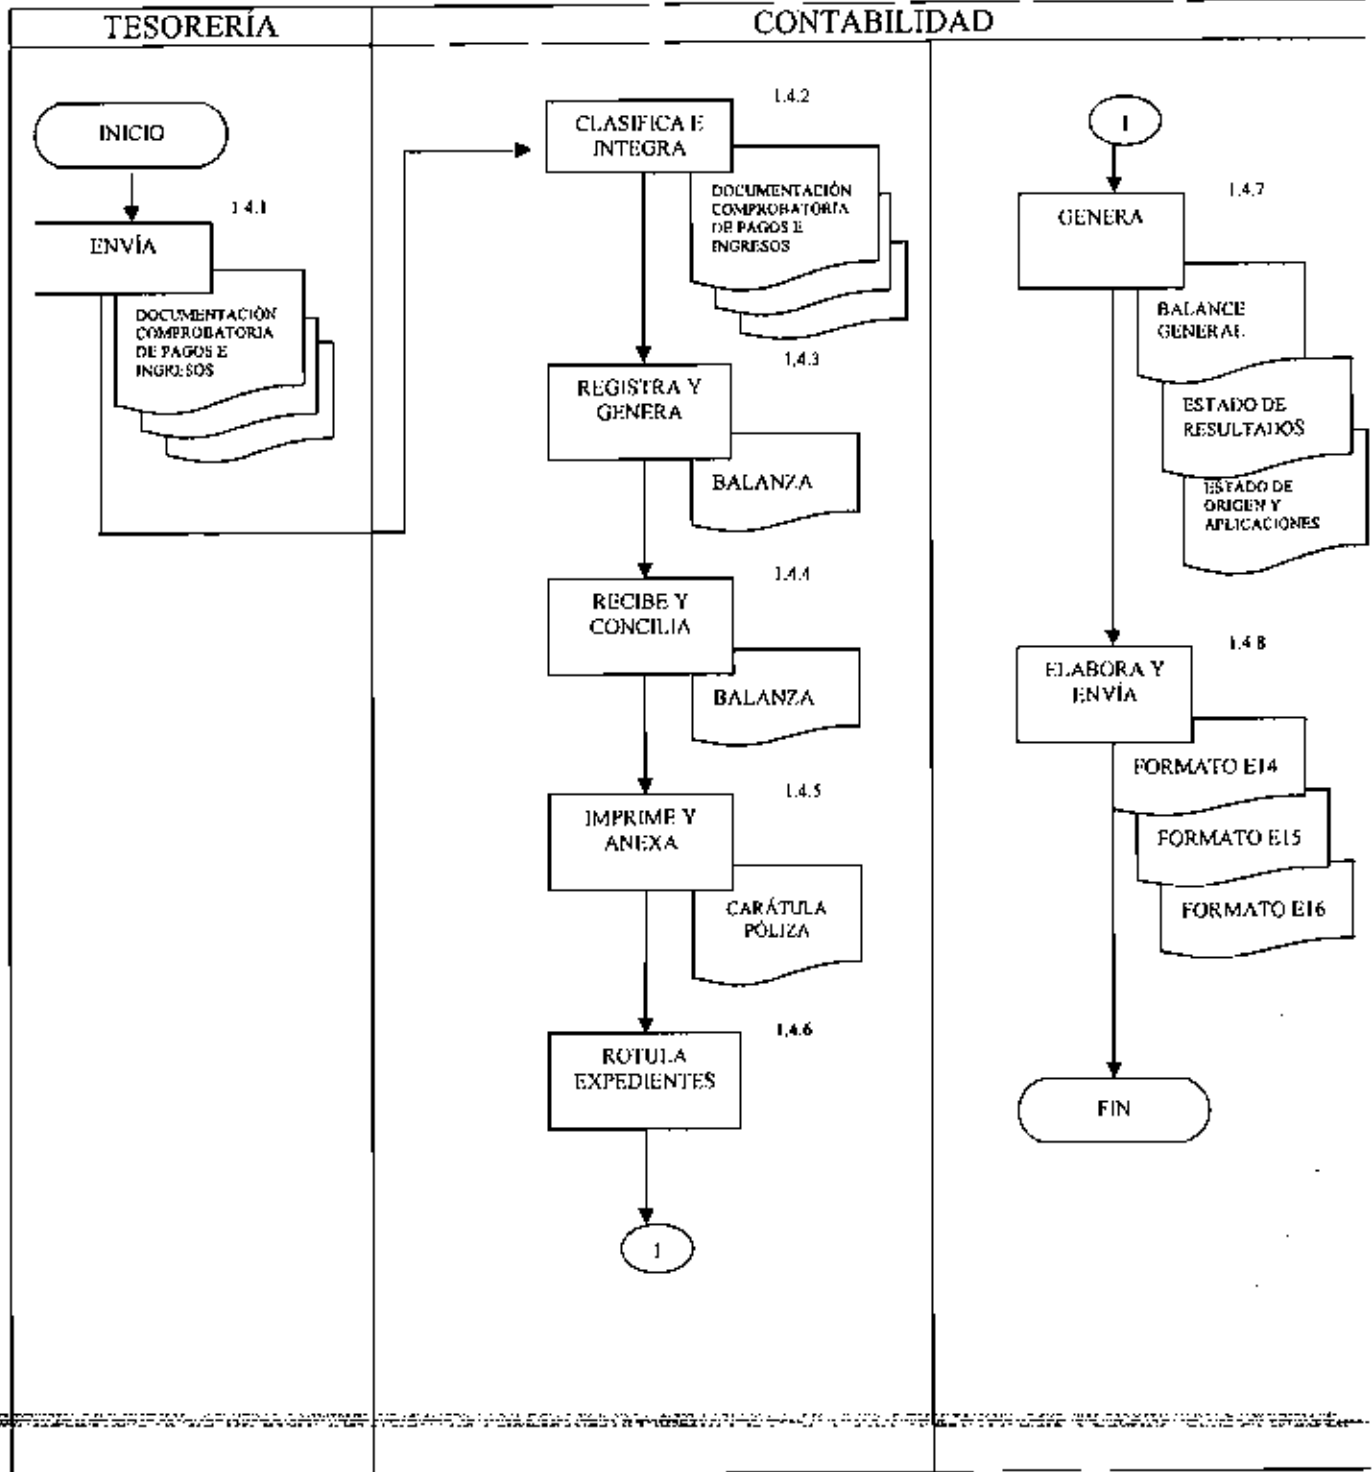 TESORERÍA
CONTABILIDAD
INICIO
1.4.1
ENVÍA
DOCUMENTACIÓN
COMPROBATORIA
DE PAGOS E
INGRESOS
1.4.2
CLASIFICA E
INTEGRA
DOCUMENTACIÓN
COMPROBATORIA
DE PAGOS E
INGRESOS
1.4.3
REGISTRA Y
GENERA
BALANZA
1.4.4
RECIBE Y
CONCILIA
BALANZA
1.4.5
IMPRIME Y
ANEXA
CARÁTULA
PÓLIZA
1.4.6
ROTULA
EXPEDIENTES
1
1
1.4.7
GENERA
BALANCE
GENERAL
ESTADO DE
RESULTADOS
ESTADO DE
ORIGEN Y
APLICACIONES
1.4.8
ELABORA Y
ENVÍA
FORMATO E14
FORMATO E15
FORMATO E16
FIN